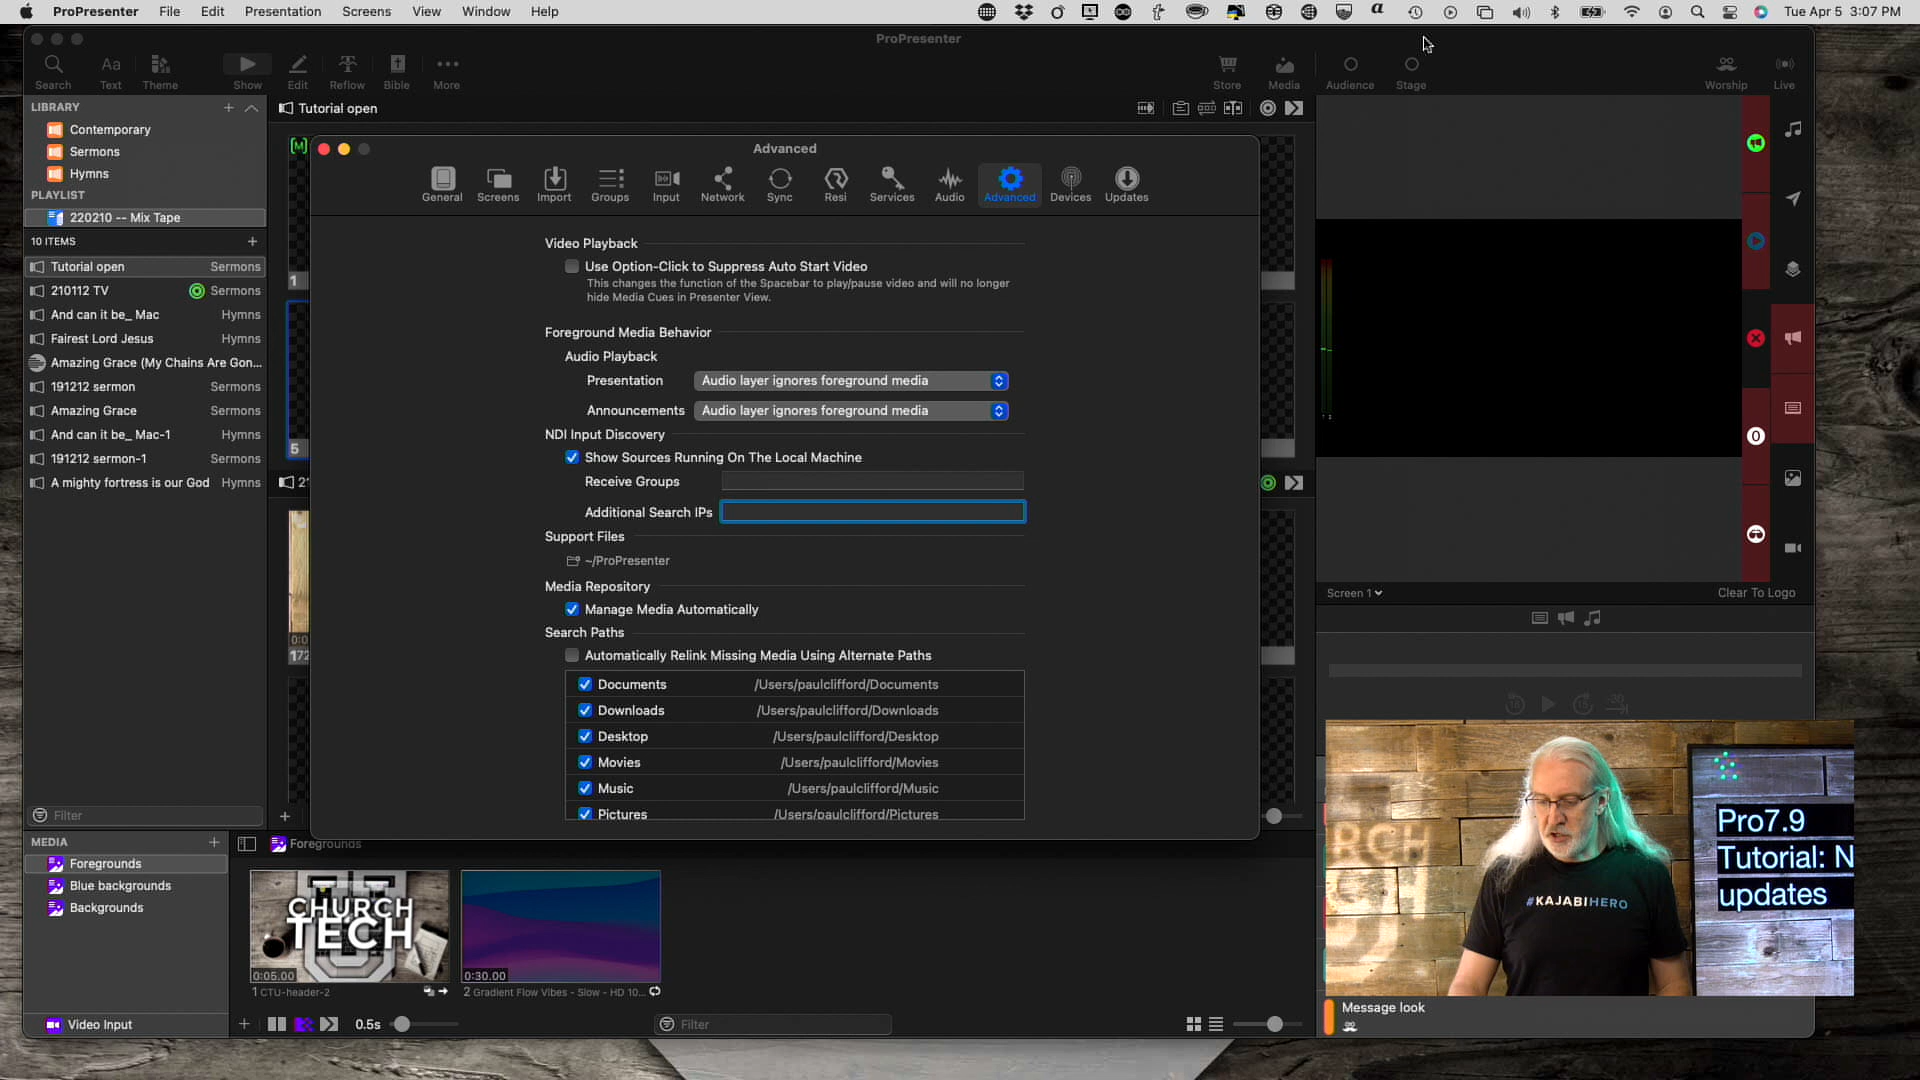 ProPresenter File Edit Presentation Screens View Window Help
Tue Apr 5 3:07 PM
ProPresenter
Search Text Theme Show Edit Reflow Bible More
Store Media Audience Stage Worship Live
LIBRARY
Contemporary
Sermons
Hymns
PLAYLIST
220210 -- Mix Tape
10 ITEMS
Tutorial open Sermons
210112 TV Sermons
And can it be_ Mac Hymns
Fairest Lord Jesus Hymns
Amazing Grace (My Chains Are Gon...
191212 sermon Sermons
Amazing Grace Hymns
And can it be_ Mac-1 Hymns
191212 sermon-1 Sermons
A mighty fortress is our God Hymns
Filter
Tutorial open
[M]
1
5
Advanced
General Screens Import Groups Input Network Sync Resi Services Audio Advanced Devices Updates
Video Playback
Use Option-Click to Suppress Auto Start Video
This changes the function of the Spacebar to play/pause video and will no longer
hide Media Cues in Presenter View.
Foreground Media Behavior
Audio Playback
Presentation Audio layer ignores foreground media
Announcements Audio layer ignores foreground media
NDI Input Discovery
Show Sources Running On The Local Machine
Receive Groups
Additional Search IPs
Support Files
~/ProPresenter
Media Repository
Manage Media Automatically
Search Paths
Automatically Relink Missing Media Using Alternate Paths
Documents /Users/paulclifford/Documents
Downloads /Users/paulclifford/Downloads
Desktop /Users/paulclifford/Desktop
Movies /Users/paulclifford/Movies
Music /Users/paulclifford/Music
Pictures /Users/paulclifford/Pictures
Screen 1
Clear To Logo
MEDIA
Foregrounds
Blue backgrounds
Backgrounds
Video Input
Foregrounds
CHURCH
TECH
0:05.00
1 CTU-header-2
0:30.00
2 Gradient Flow Vibes - Slow - HD 10...
0.5s
Filter
#KAJABIHERO
Pro7.9
Tutorial: N
updates
Message look